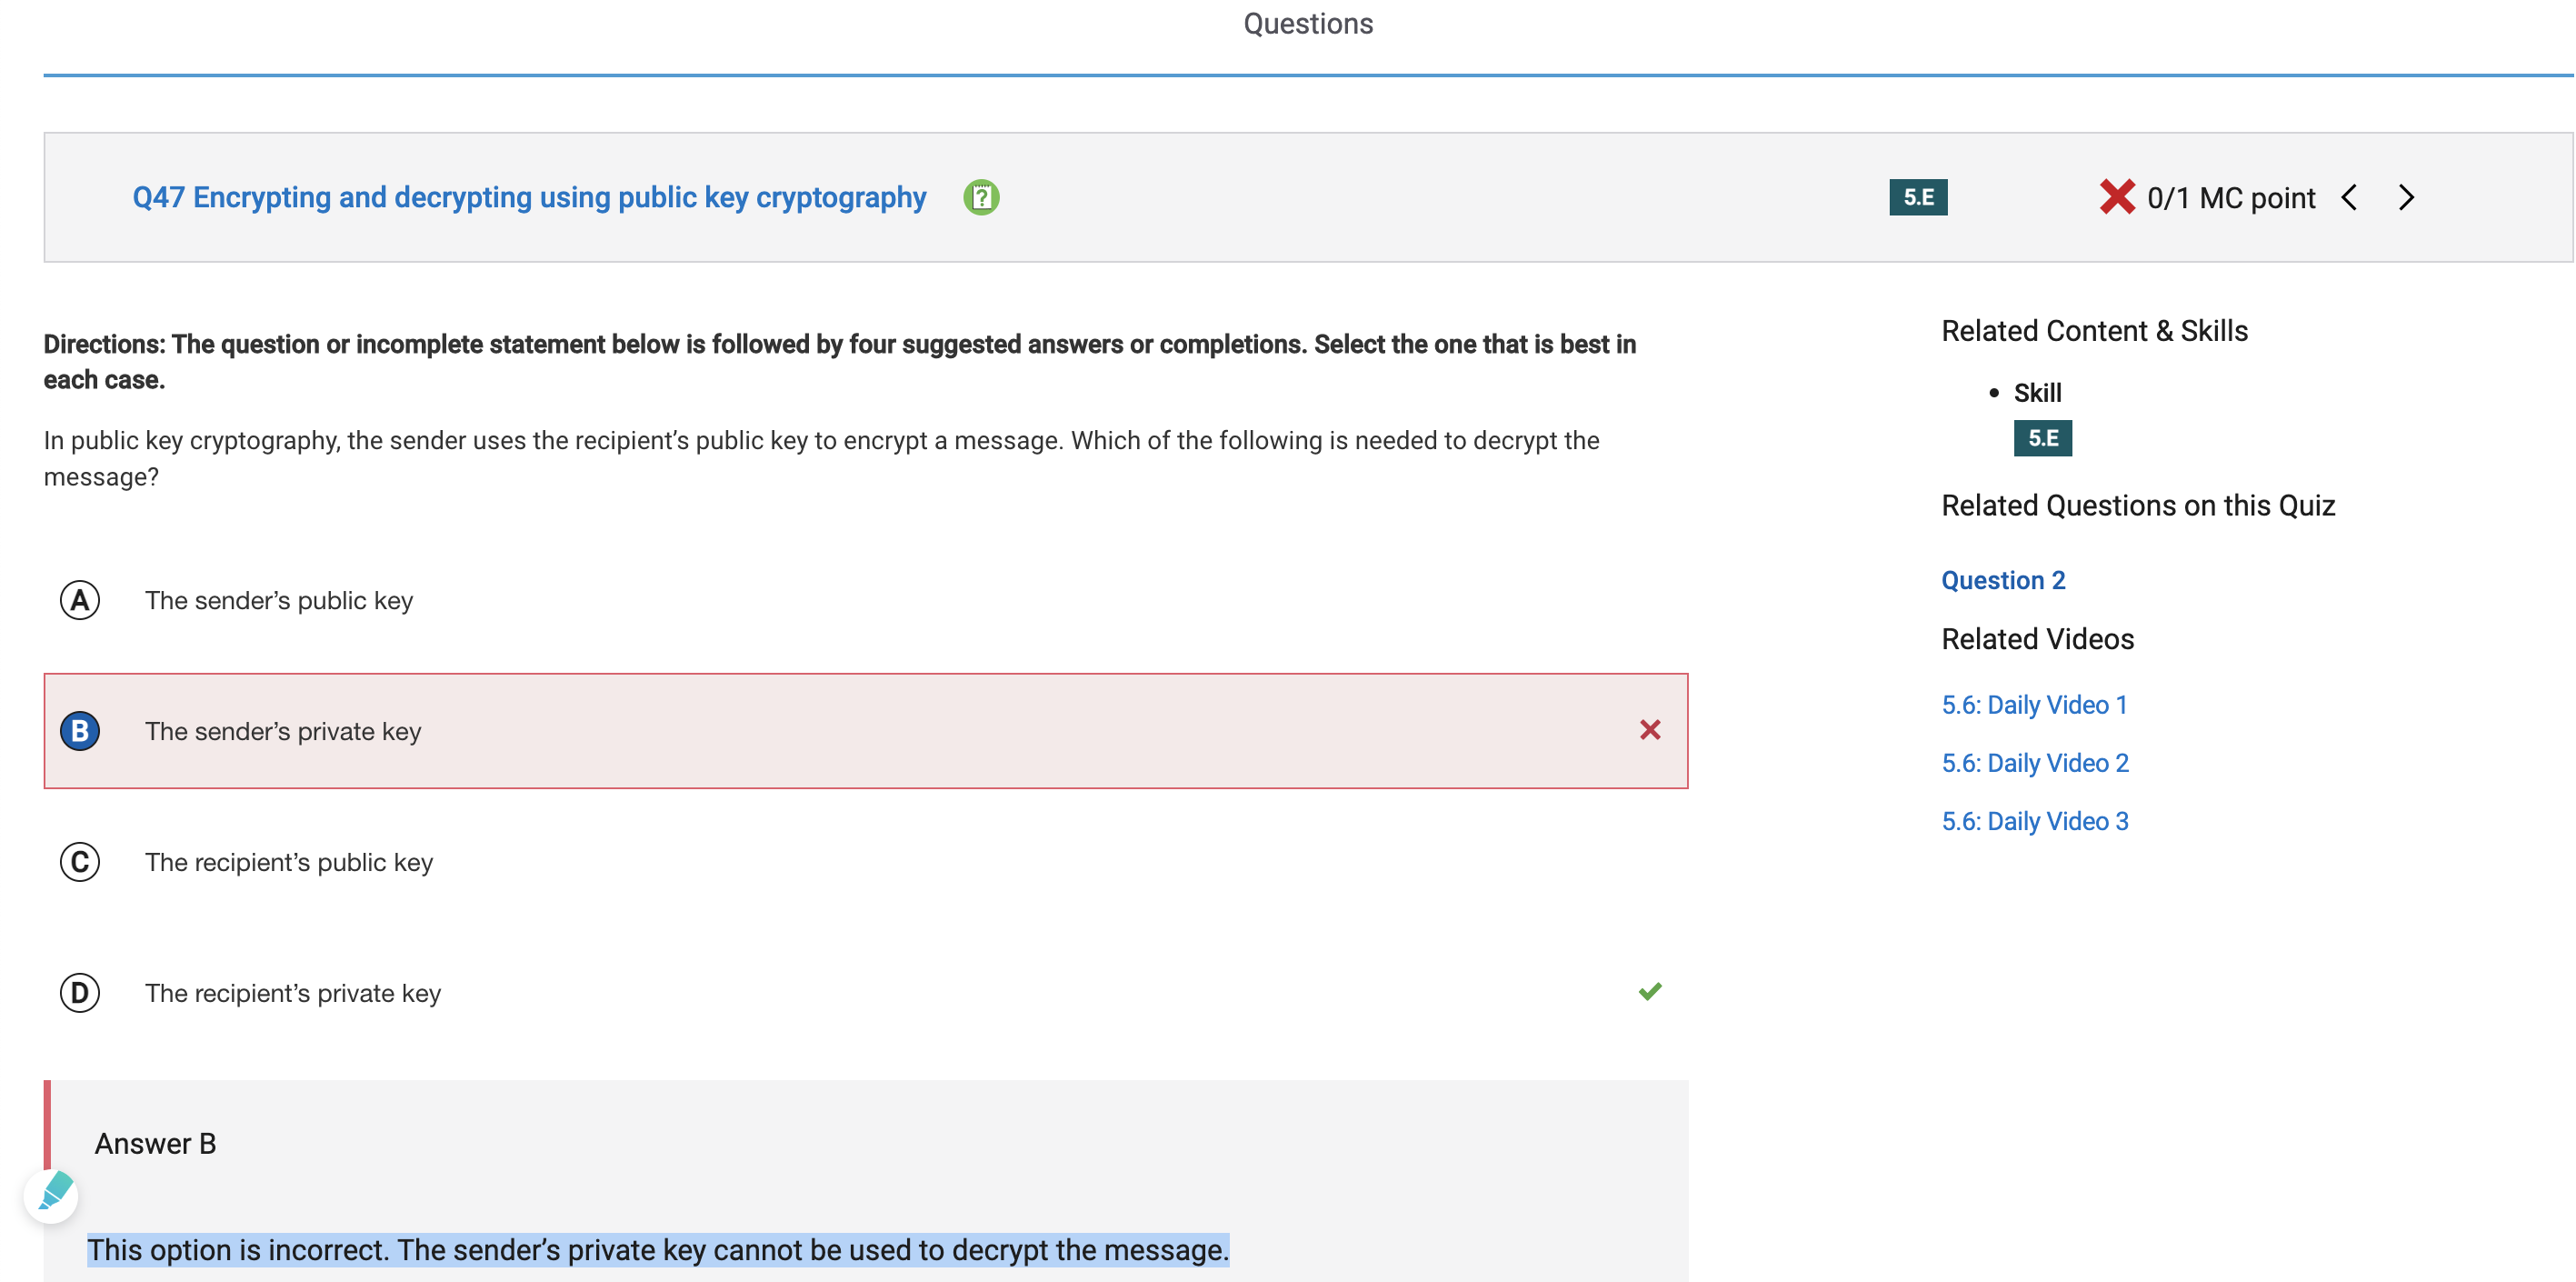 Questions
Q47 Encrypting and decrypting using public key cryptography
?
5.E
0/1 MC point
Directions: The question or incomplete statement below is followed by four suggested answers or completions. Select the one that is best in
each case.
In public key cryptography, the sender uses the recipient’s public key to encrypt a message. Which of the following is needed to decrypt the
message?
A The sender’s public key
B The sender’s private key
C The recipient’s public key
D The recipient’s private key
Answer B
This option is incorrect. The sender’s private key cannot be used to decrypt the message.
Related Content & Skills
• Skill
5.E
Related Questions on this Quiz
Question 2
Related Videos
5.6: Daily Video 1
5.6: Daily Video 2
5.6: Daily Video 3